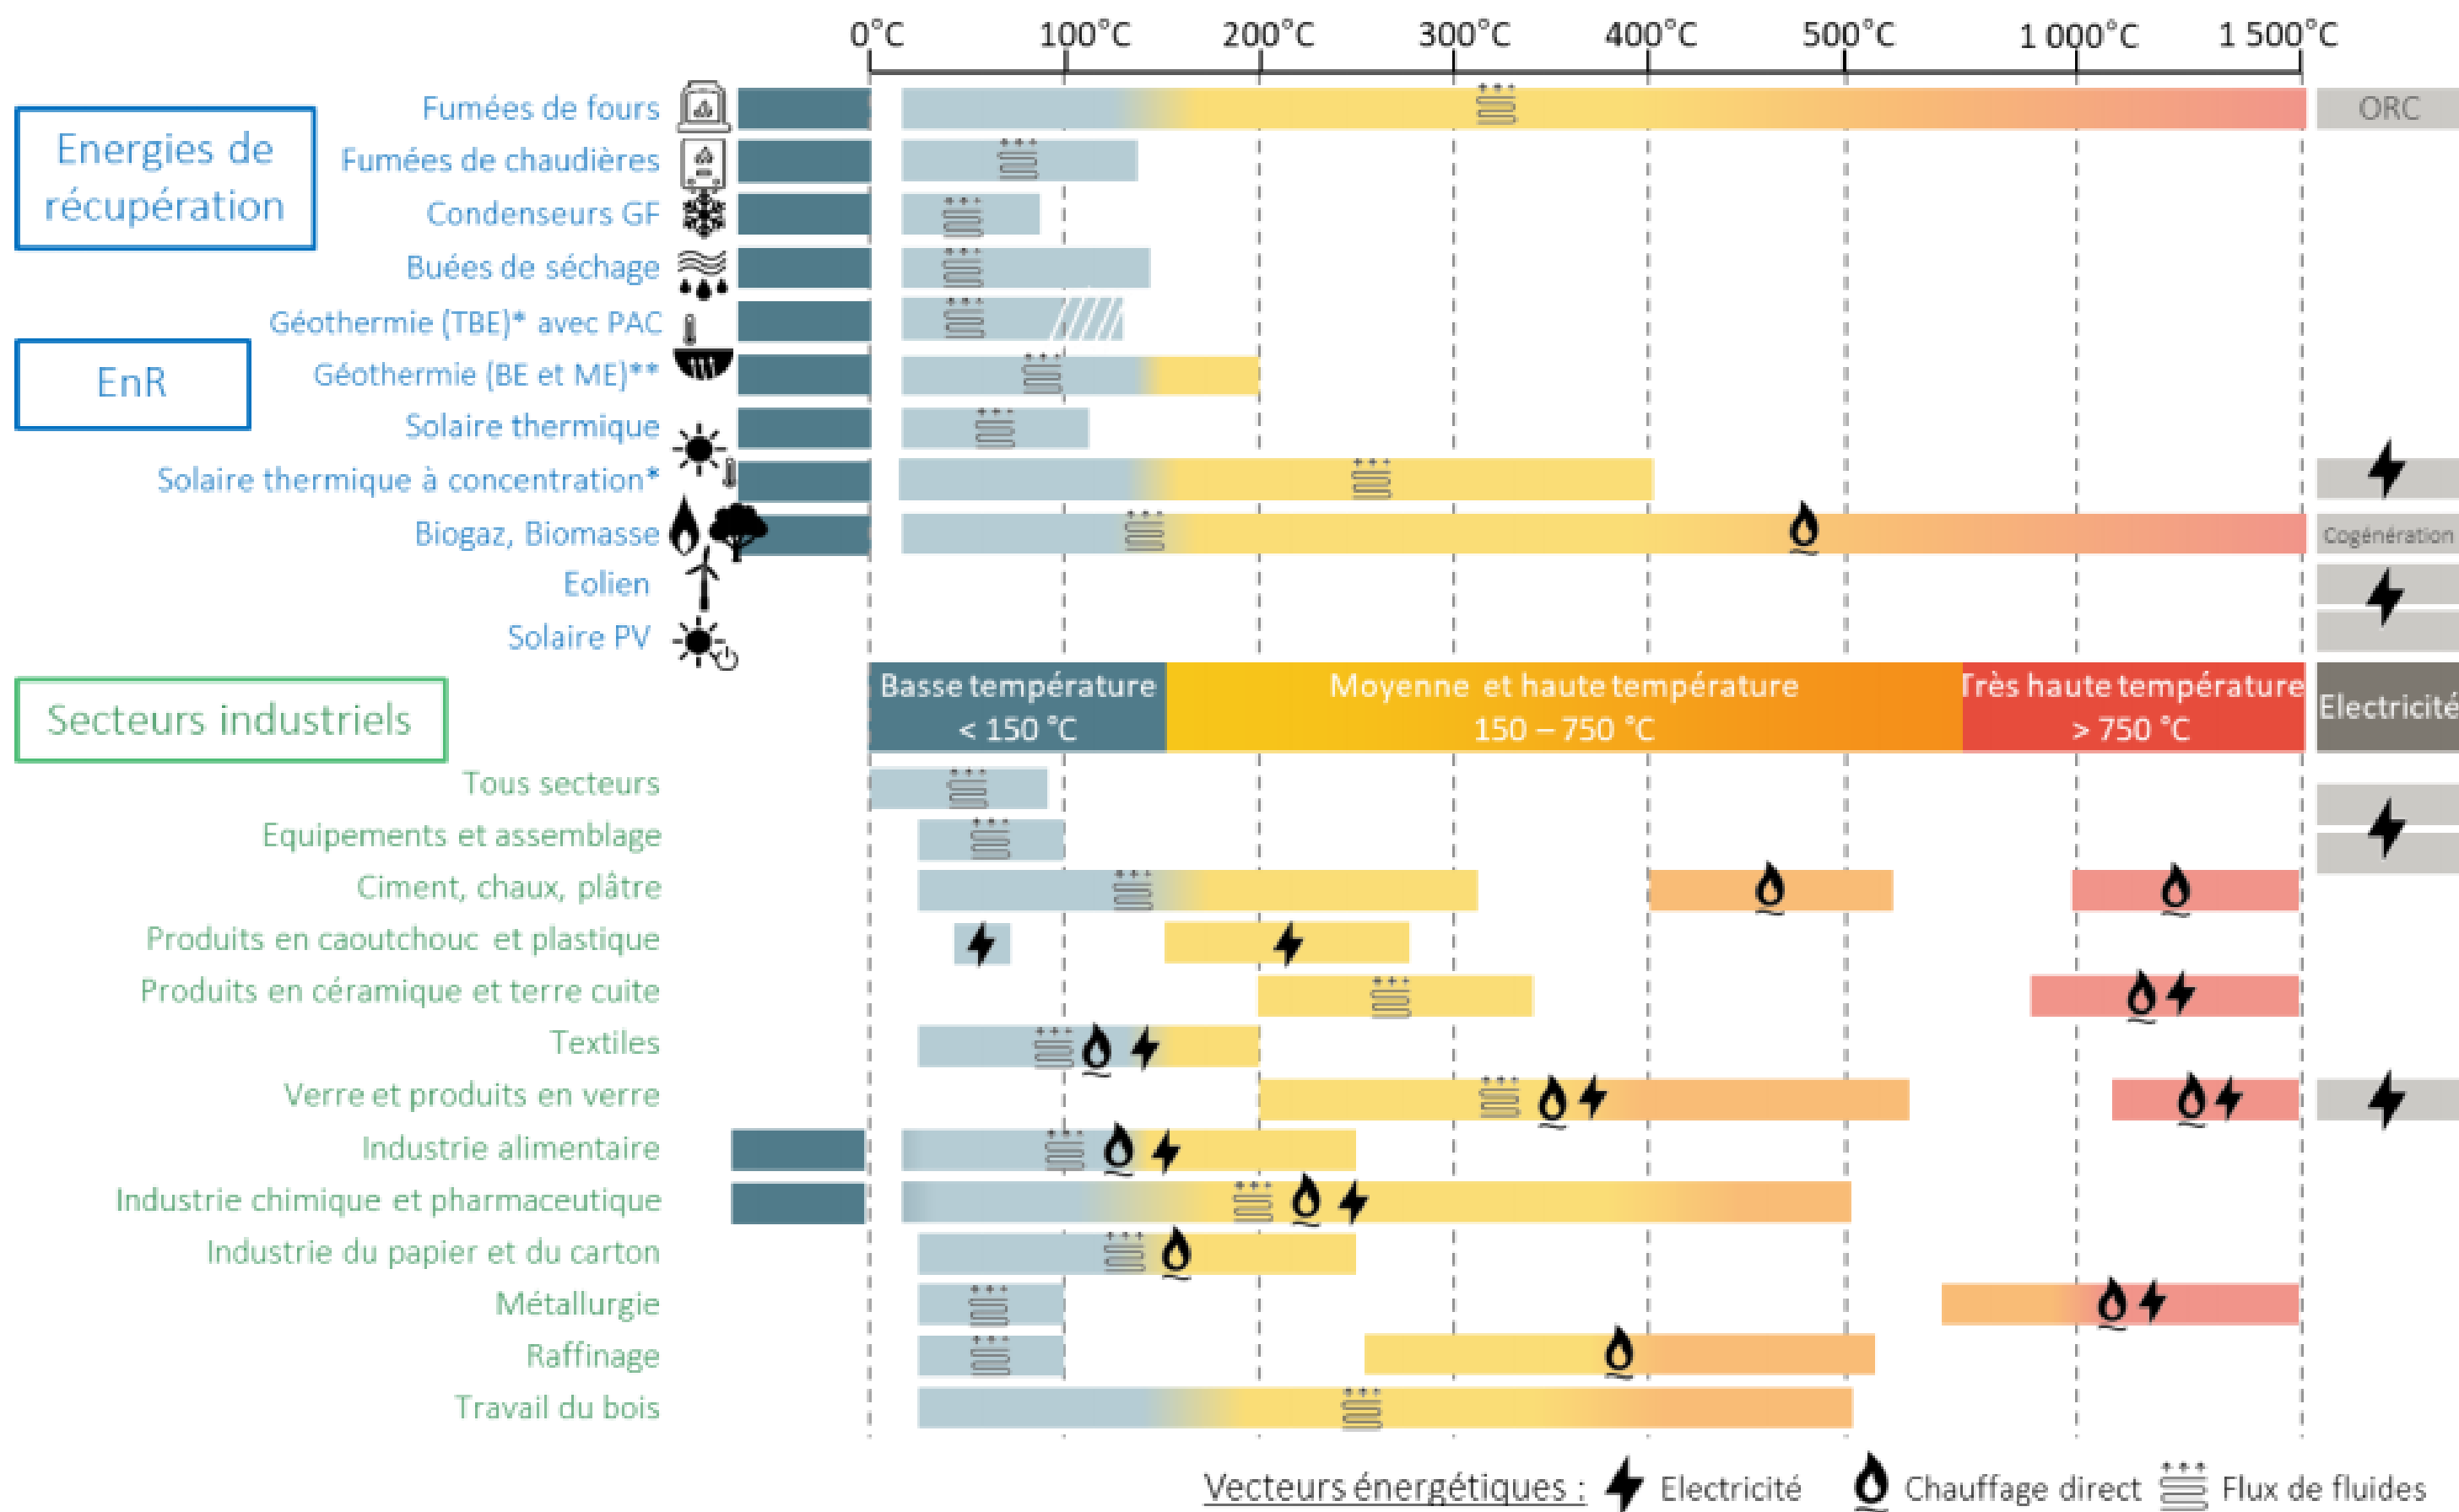 0°C 100°C 200°C 300°C 400°C 500°C 1 000°C 1 500°C
Energies de
récupération
Fumées de fours
ORC
Fumées de chaudières
Condenseurs GF
Buées de séchage
Géothermie (TBE)* avec PAC
EnR
Géothermie (BE et ME)**
Solaire thermique
Solaire thermique à concentration*
Biogaz, Biomasse
Cogénération
Eolien
Solaire PV
Secteurs industriels
Basse température
< 150 °C
Moyenne et haute température
150 – 750 °C
Très haute température
> 750 °C
Electricité
Tous secteurs
Equipements et assemblage
Ciment, chaux, plâtre
Produits en caoutchouc et plastique
Produits en céramique et terre cuite
Textiles
Verre et produits en verre
Industrie alimentaire
Industrie chimique et pharmaceutique
Industrie du papier et du carton
Métallurgie
Raffinage
Travail du bois
Vecteurs énergétiques : Electricité Chauffage direct Flux de fluides